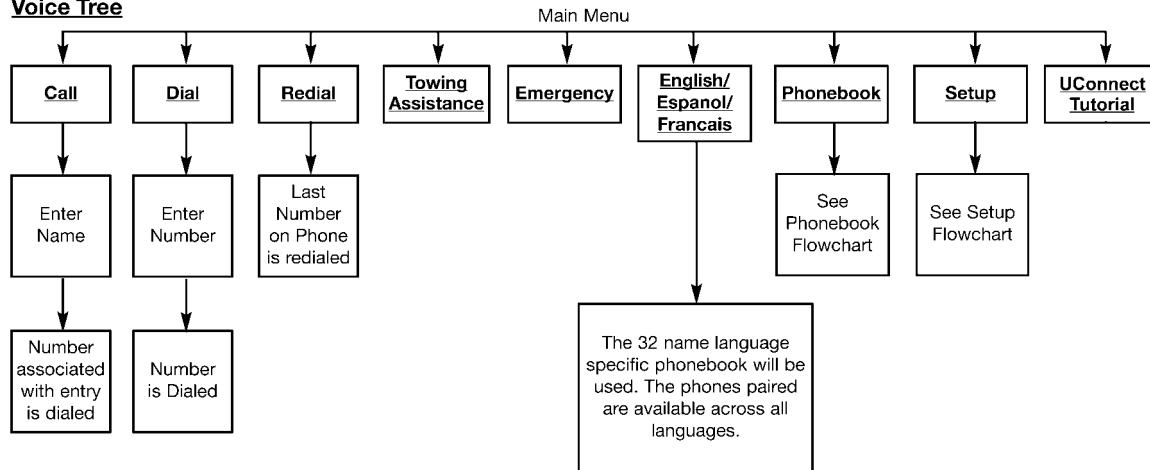 Voice Tree
Main Menu
Call
Dial
Redial
Towing
Assistance
Emergency
English/
Espanol/
Francais
Phonebook
Setup
UConnect
Tutorial
Enter
Name
Enter
Number
Last
Number
on Phone
is redialed
See
Phonebook
Flowchart
See Setup
Flowchart
Number
associated
with entry
is dialed
Number
is Dialed
The 32 name language
specific phonebook will be
used. The phones paired
are available across all
languages.